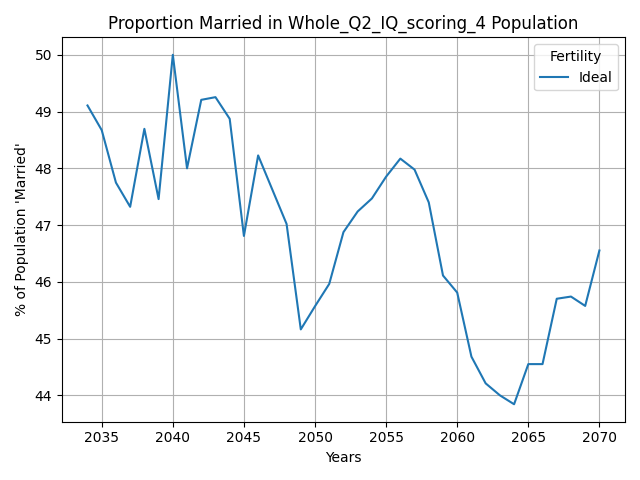 Proportion Married in Whole_Q2_IQ_scoring_4 Population
Fertility
Ideal
% of Population 'Married'
50
49
48
47
46
45
44
2035 2040 2045 2050 2055 2060 2065 2070
Years